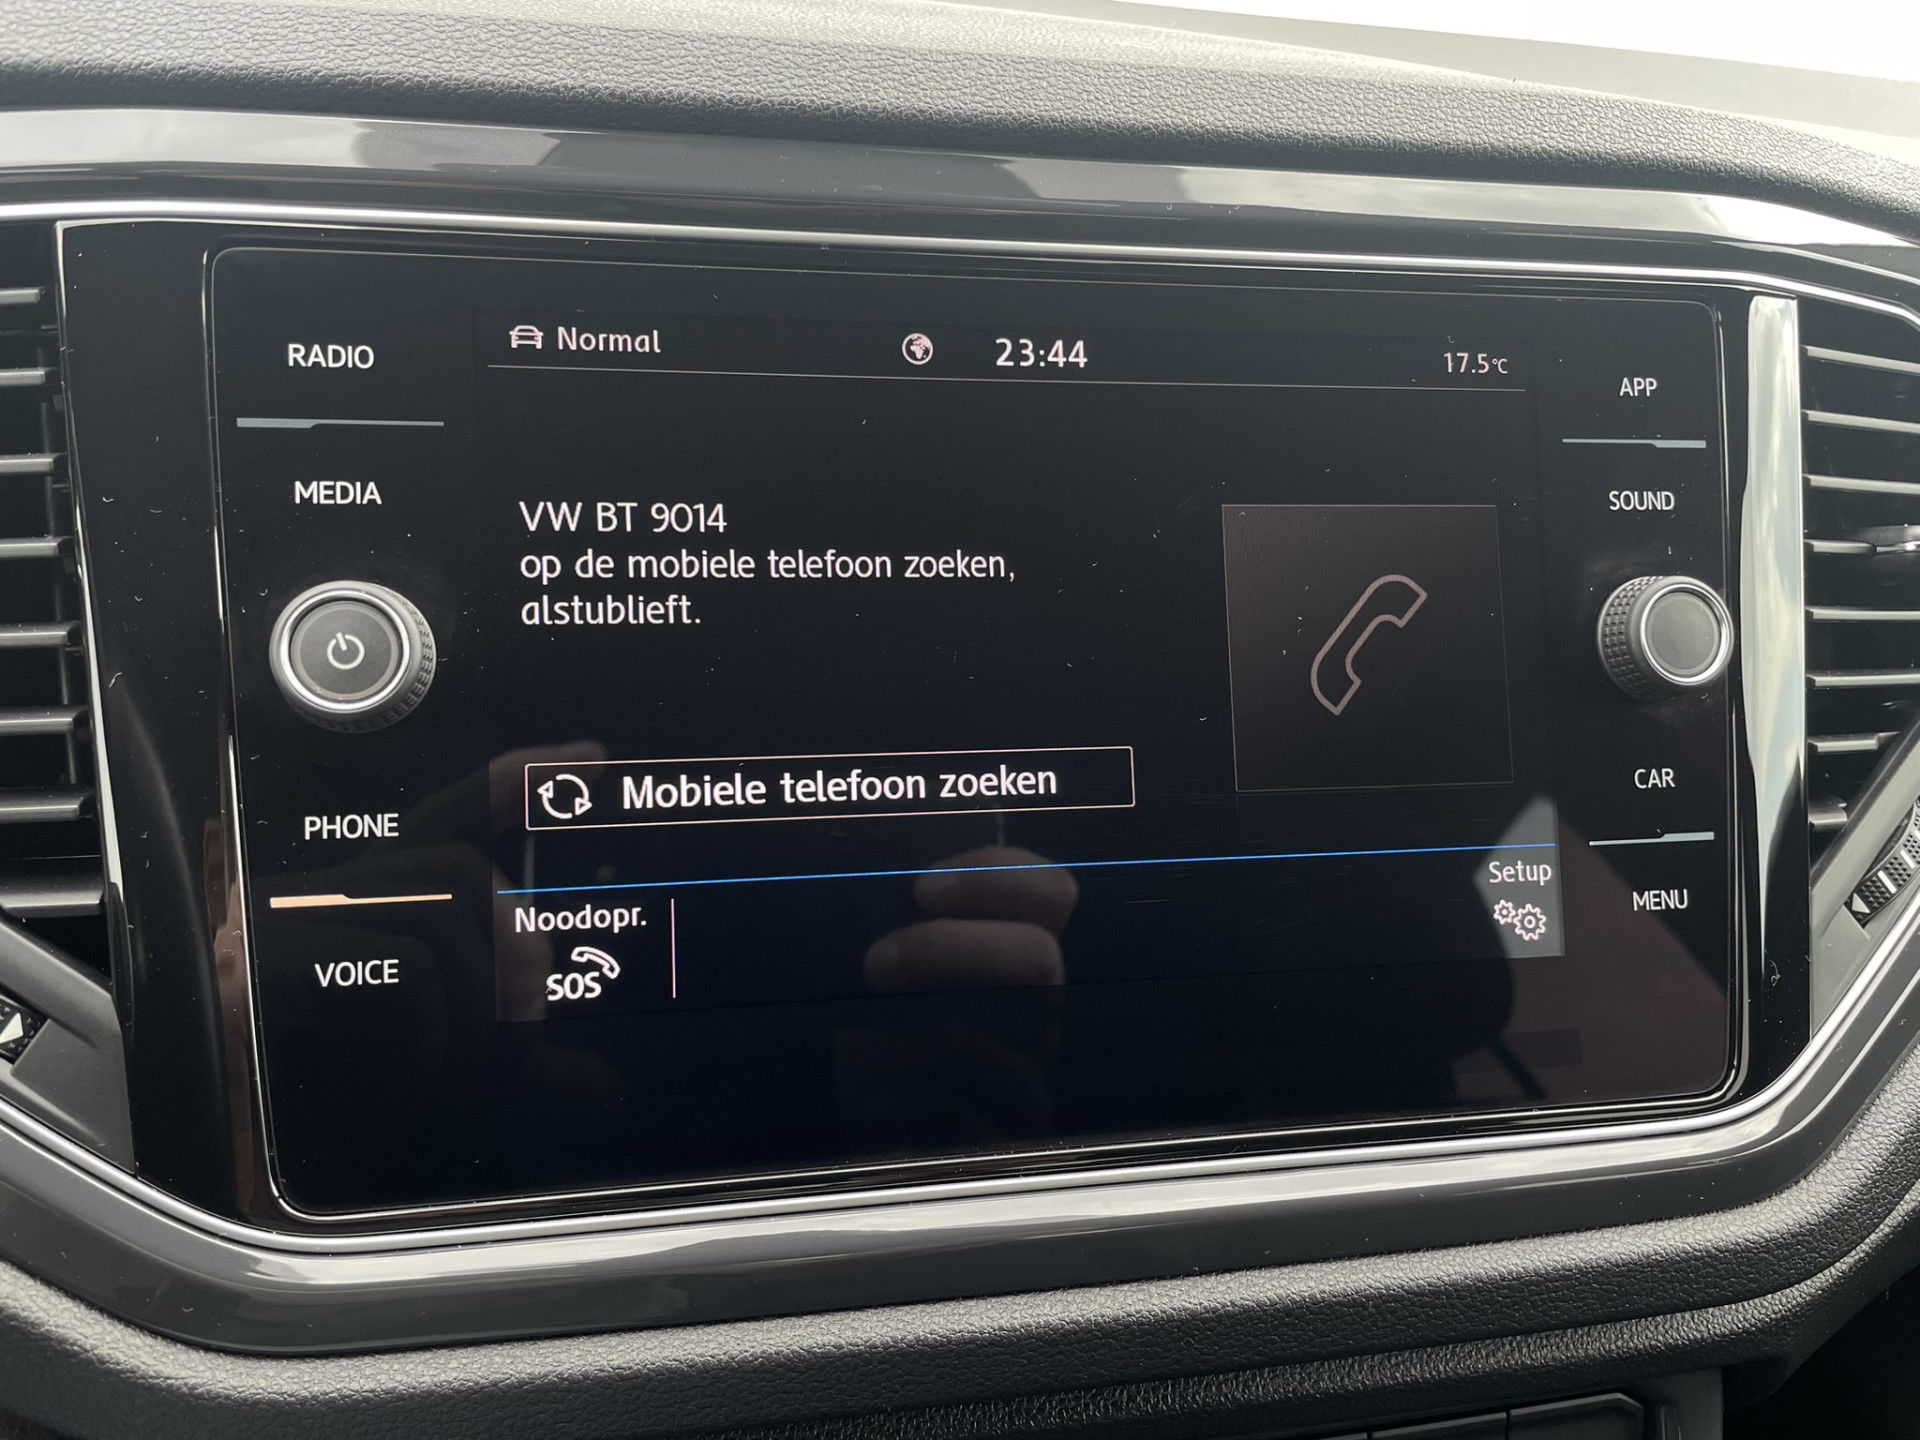 RADIO
MEDIA
PHONE
VOICE
Normal
23:44
17.5°C
VW BT 9014
op de mobiele telefoon zoeken,
alstublieft.
Mobiele telefoon zoeken
Noodopr.
SOS
Setup
APP
SOUND
CAR
MENU